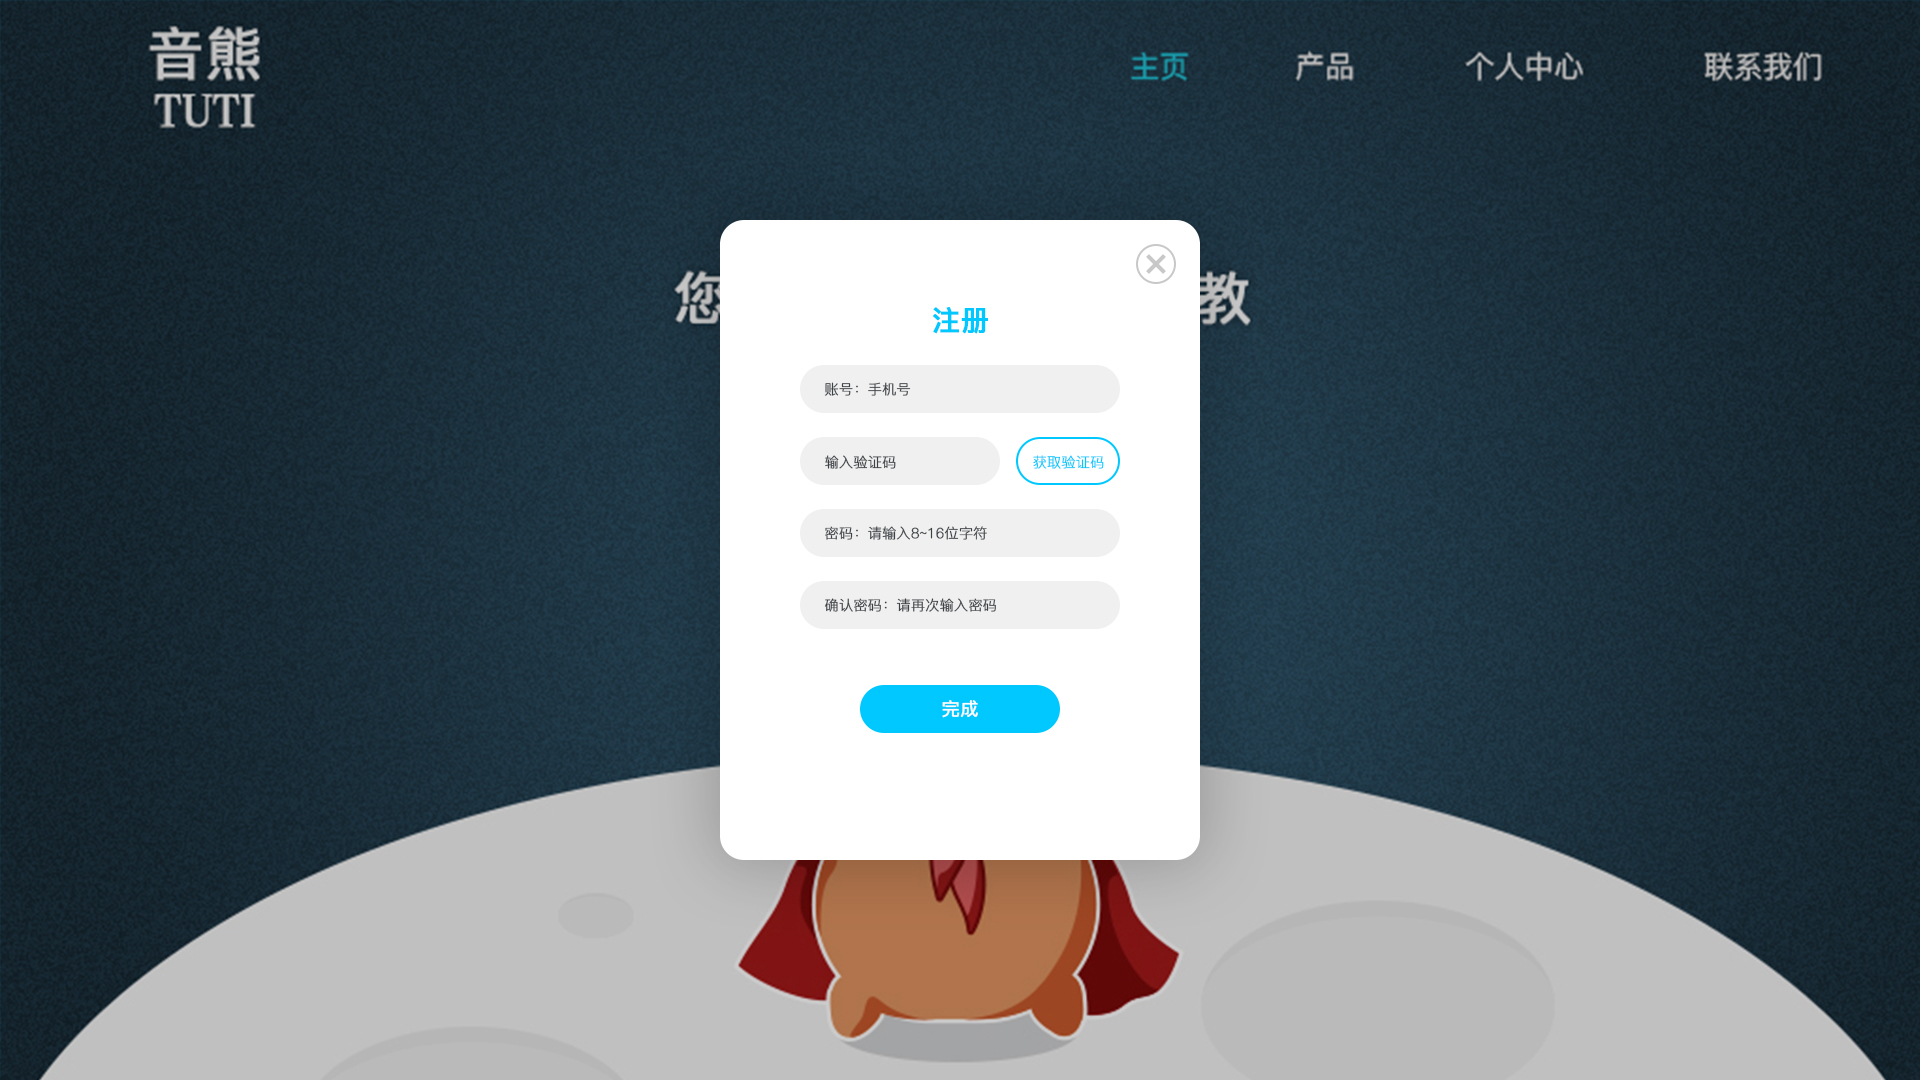 音熊
TUTI
主页 产品 个人中心 联系我们
您 教
注册
账号：手机号
输入验证码 获取验证码
密码：请输入8~16位字符
确认密码：请再次输入密码
完成